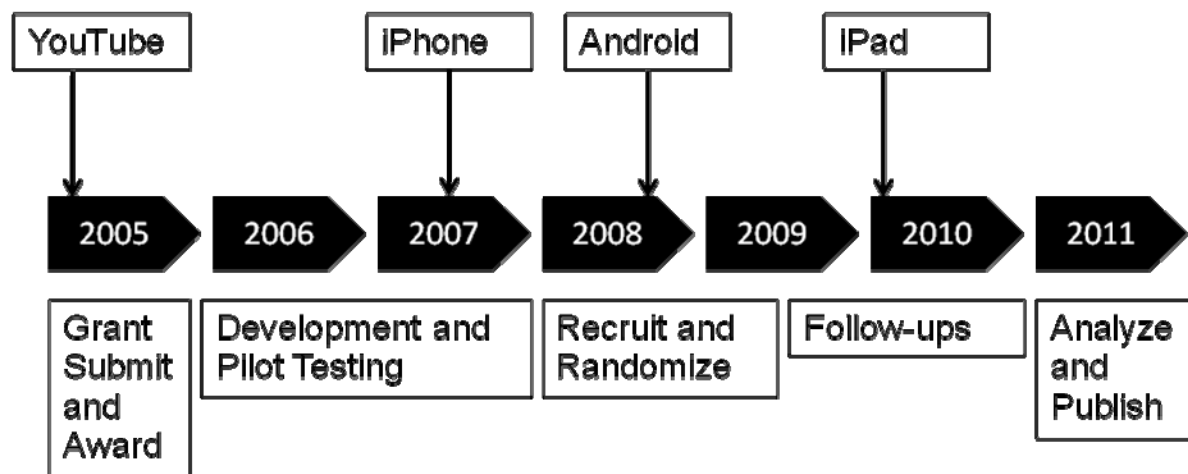 YouTube
iPhone
Android
iPad
2005
2006
2007
2008
2009
2010
2011
Grant
Submit
and
Award
Development and
Pilot Testing
Recruit and
Randomize
Follow-ups
Analyze
and
Publish